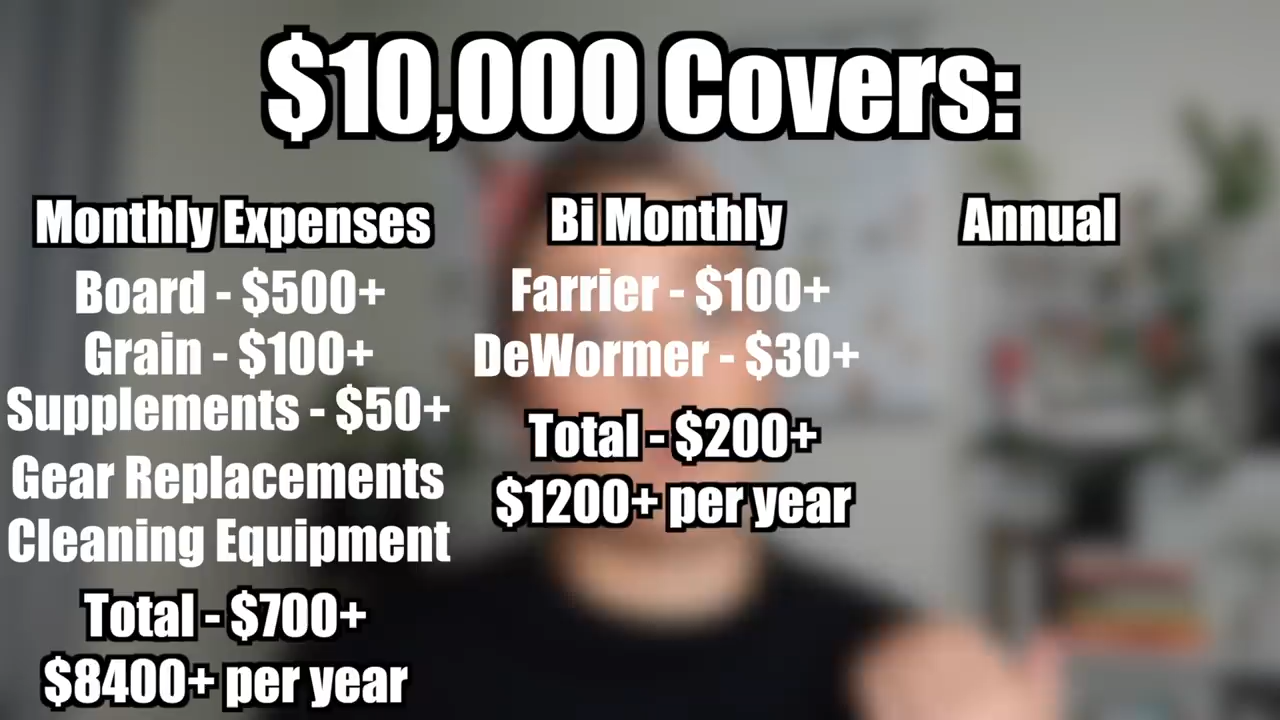 $10,000 Covers:
Monthly Expenses
Board - $500+
Grain - $100+
Supplements - $50+
Gear Replacements
Cleaning Equipment
Total - $700+
$8400+ per year
Bi Monthly
Farrier - $100+
DeWormer - $30+
Total - $200+
$1200+ per year
Annual